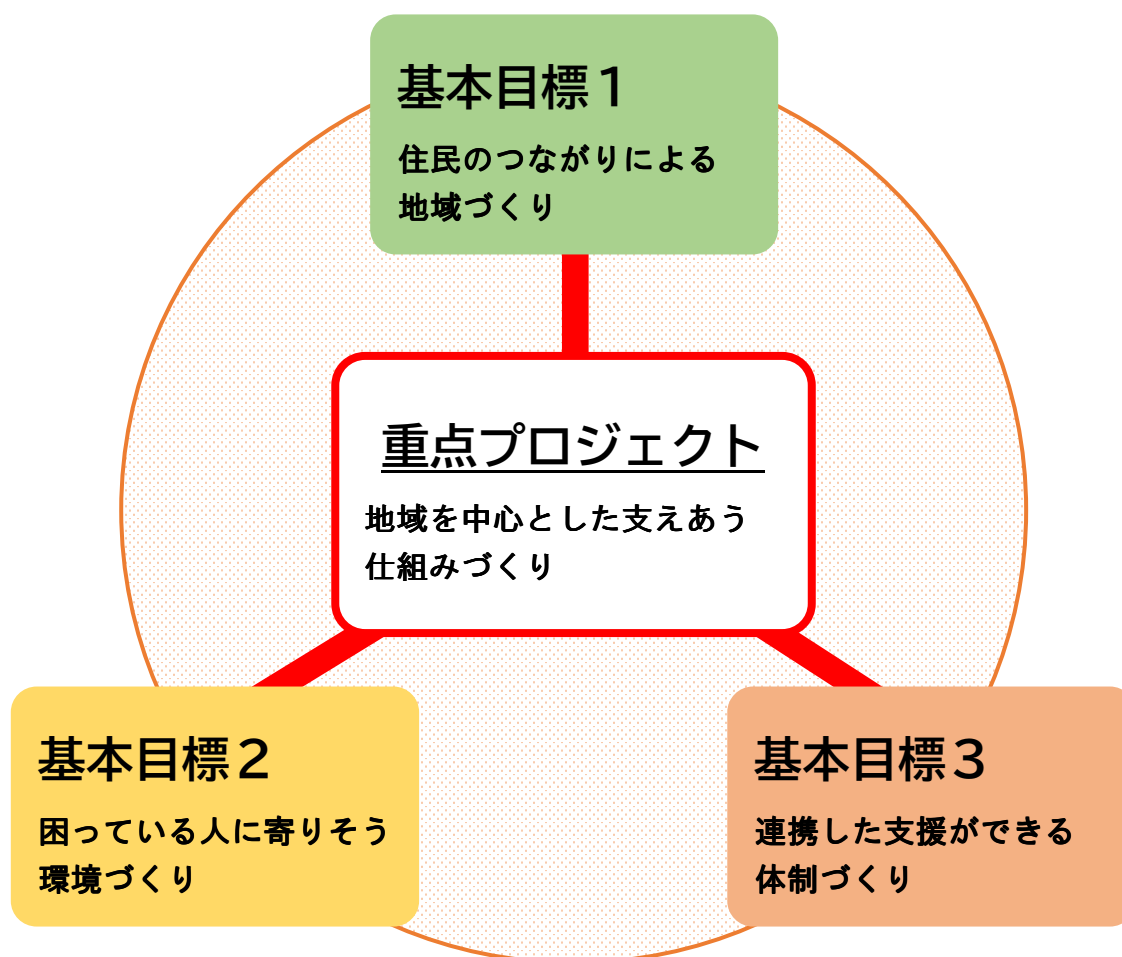 基本目標１
住民のつながりによる
地域づくり
重点プロジェクト
地域を中心とした支えあう
仕組みづくり
基本目標２
困っている人に寄りそう
環境づくり
基本目標３
連携した支援ができる
体制づくり